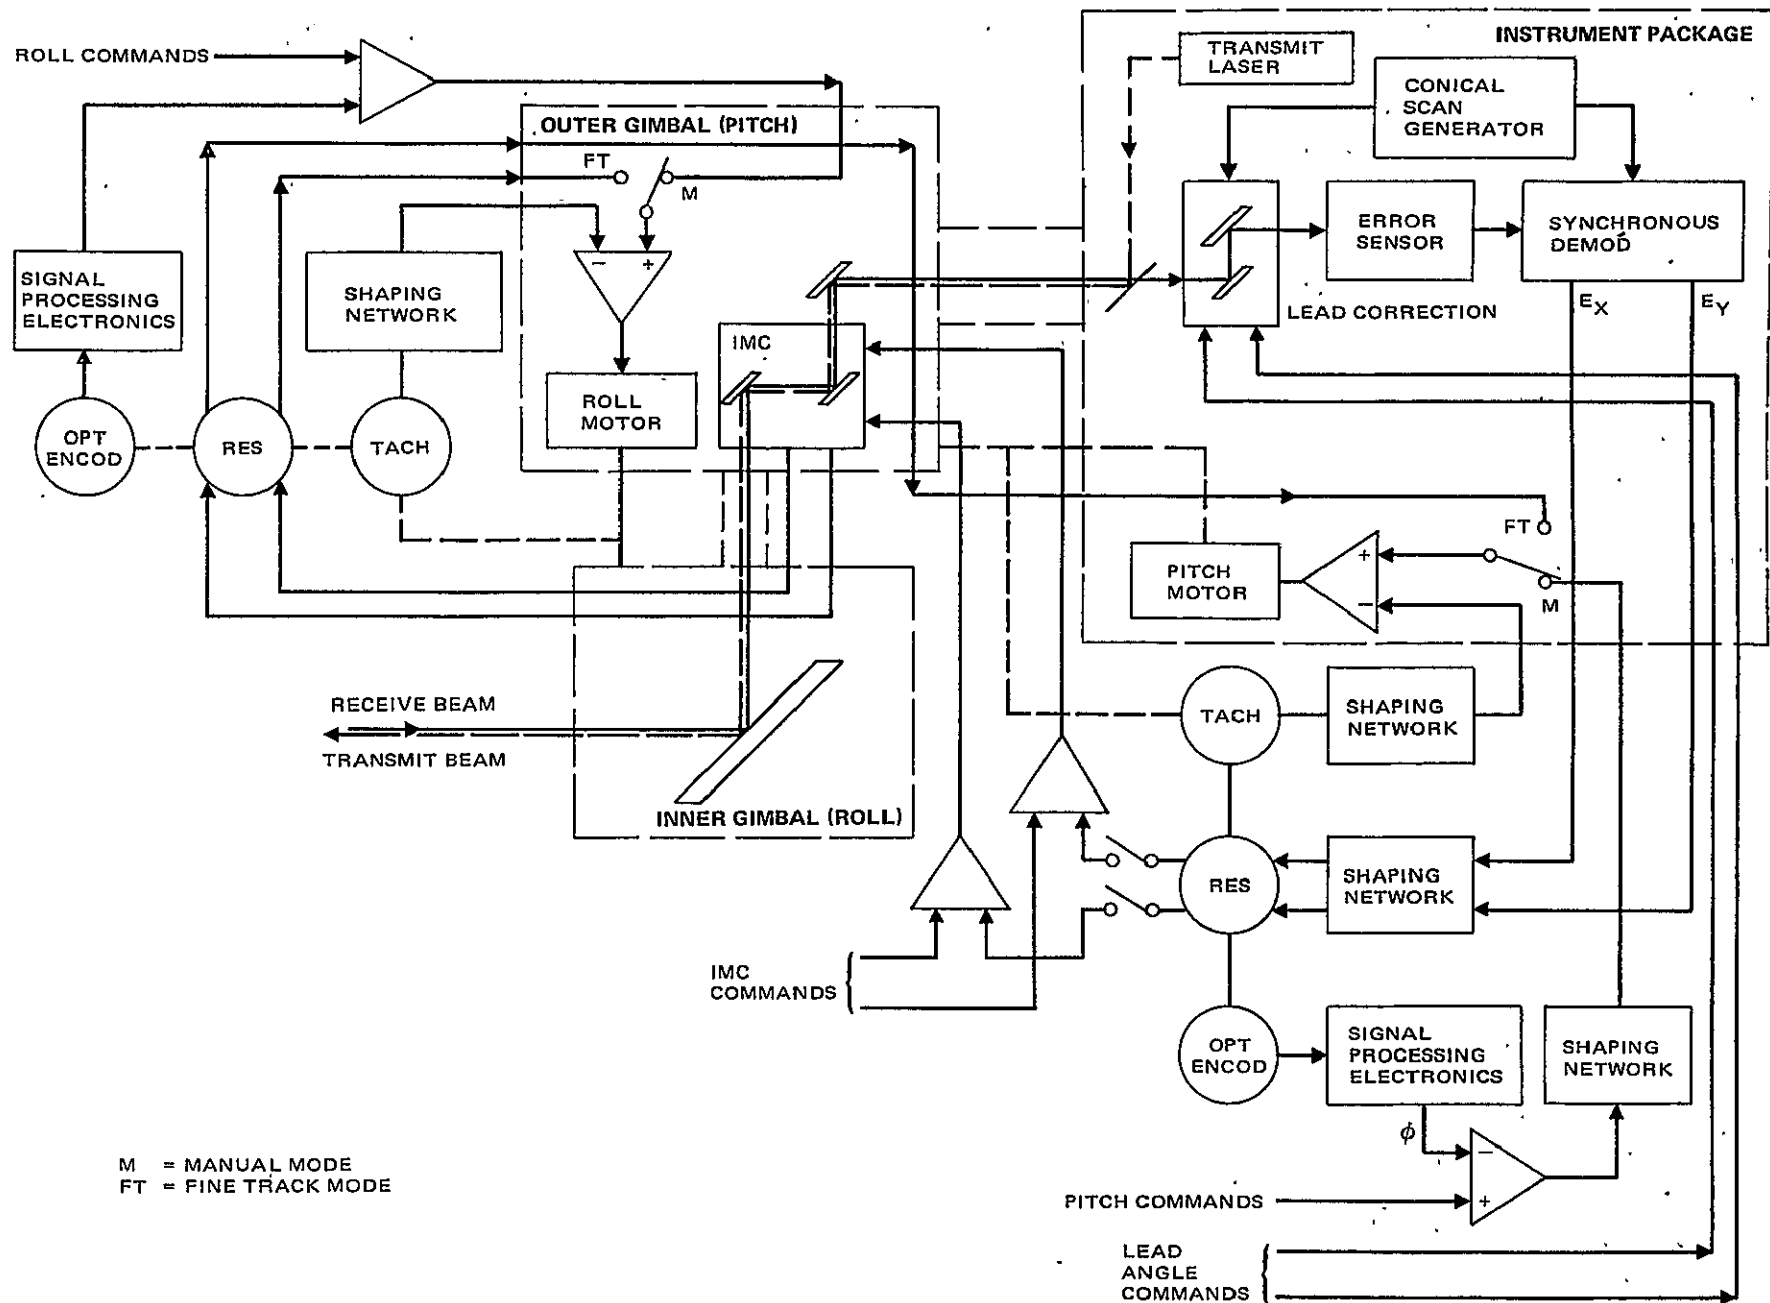 INSTRUMENT PACKAGE
ROLL COMMANDS
TRANSMIT
LASER
CONICAL
SCAN
GENERATOR
OUTER GIMBAL (PITCH)
FT
M
SIGNAL
PROCESSING
ELECTRONICS
SHAPING
NETWORK
− +
ERROR
SENSOR
SYNCHRONOUS
DEMOD
LEAD CORRECTION
EX
EY
IMC
ROLL
MOTOR
OPT
ENCOD
RES
TACH
FT
PITCH
MOTOR
+
−
M
RECEIVE BEAM
TRANSMIT BEAM
INNER GIMBAL (ROLL)
TACH
SHAPING
NETWORK
RES
SHAPING
NETWORK
IMC
COMMANDS
OPT
ENCOD
SIGNAL
PROCESSING
ELECTRONICS
SHAPING
NETWORK
ϕ
−
+
M = MANUAL MODE
FT = FINE TRACK MODE
PITCH COMMANDS
LEAD
ANGLE
COMMANDS